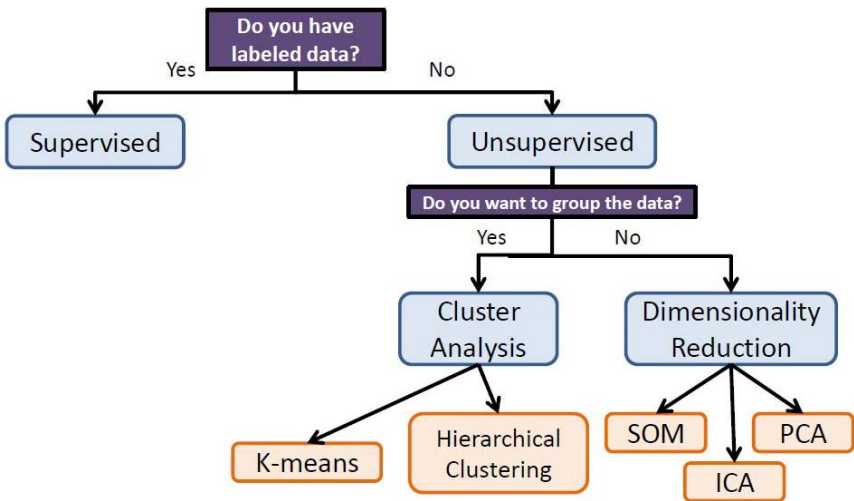 Do you have
labeled data?
Yes
No
Supervised
Unsupervised
Do you want to group the data?
Yes
No
Cluster
Analysis
Dimensionality
Reduction
K-means
Hierarchical
Clustering
SOM
PCA
ICA